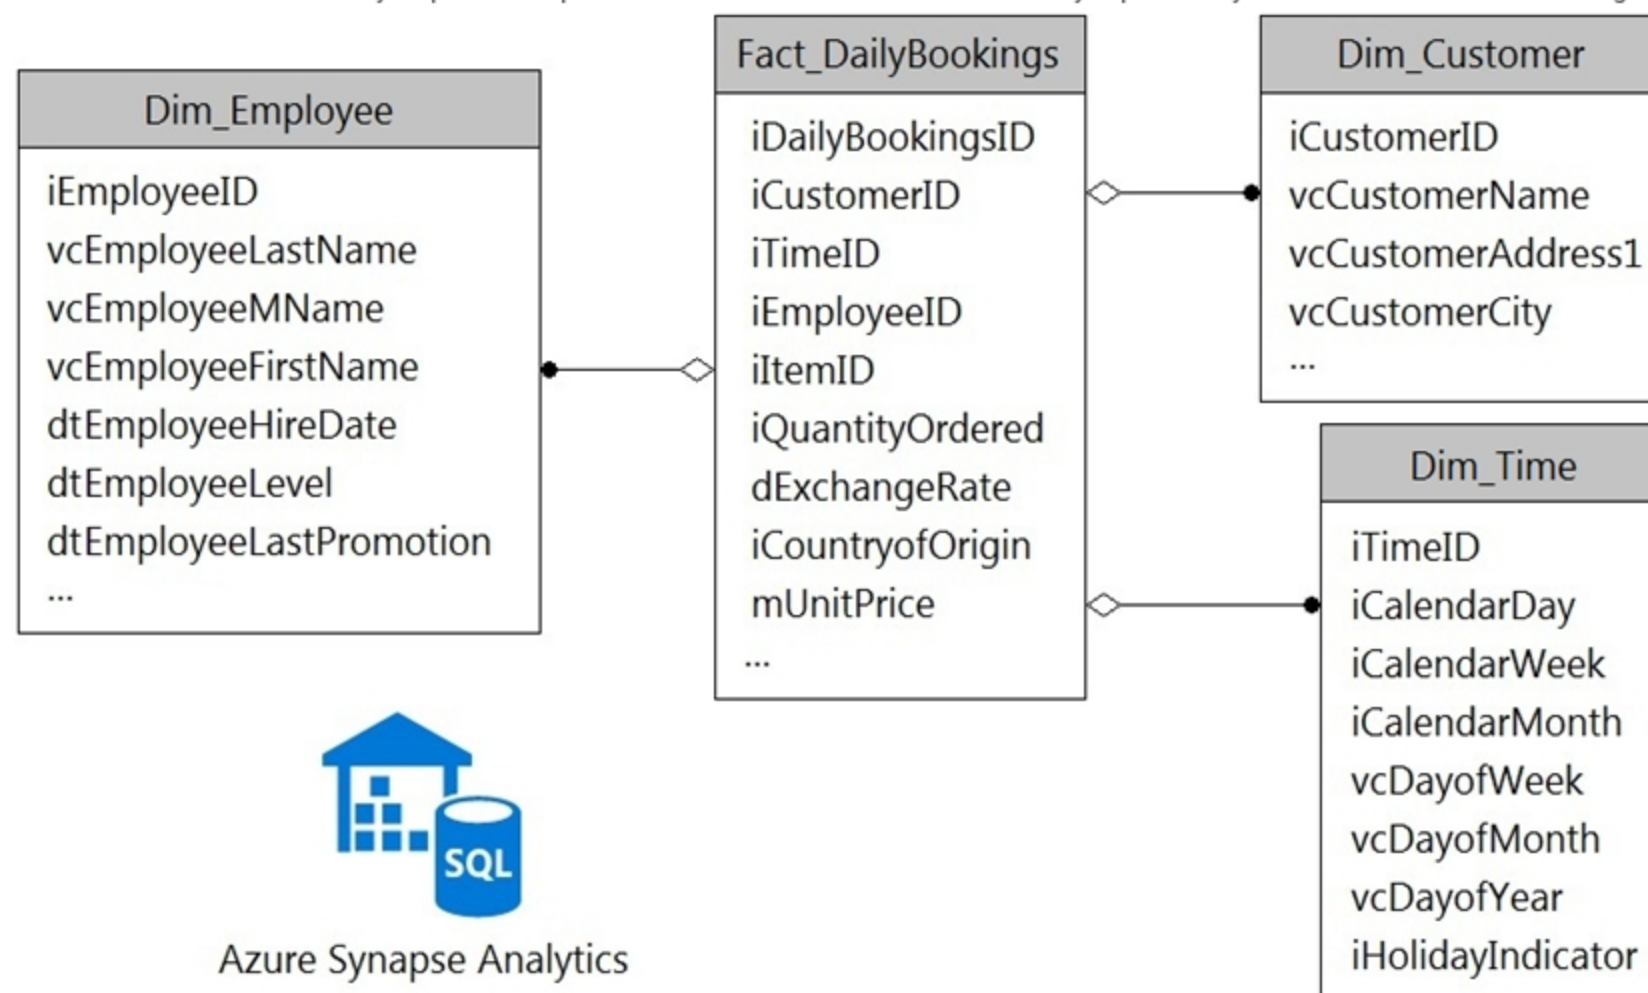 Dim_Employee
iEmployeeID
vcEmployeeLastName
vcEmployeeMName
vcEmployeeFirstName
dtEmployeeHireDate
dtEmployeeLevel
dtEmployeeLastPromotion
...
Fact_DailyBookings
iDailyBookingsID
iCustomerID
iTimeID
iEmployeeID
iItemID
iQuantityOrdered
dExchangeRate
iCountryofOrigin
mUnitPrice
...
Dim_Customer
iCustomerID
vcCustomerName
vcCustomerAddress1
vcCustomerCity
...
Dim_Time
iTimeID
iCalendarDay
iCalendarWeek
iCalendarMonth
vcDayofWeek
vcDayofMonth
vcDayofYear
iHolidayIndicator
SQL
Azure Synapse Analytics